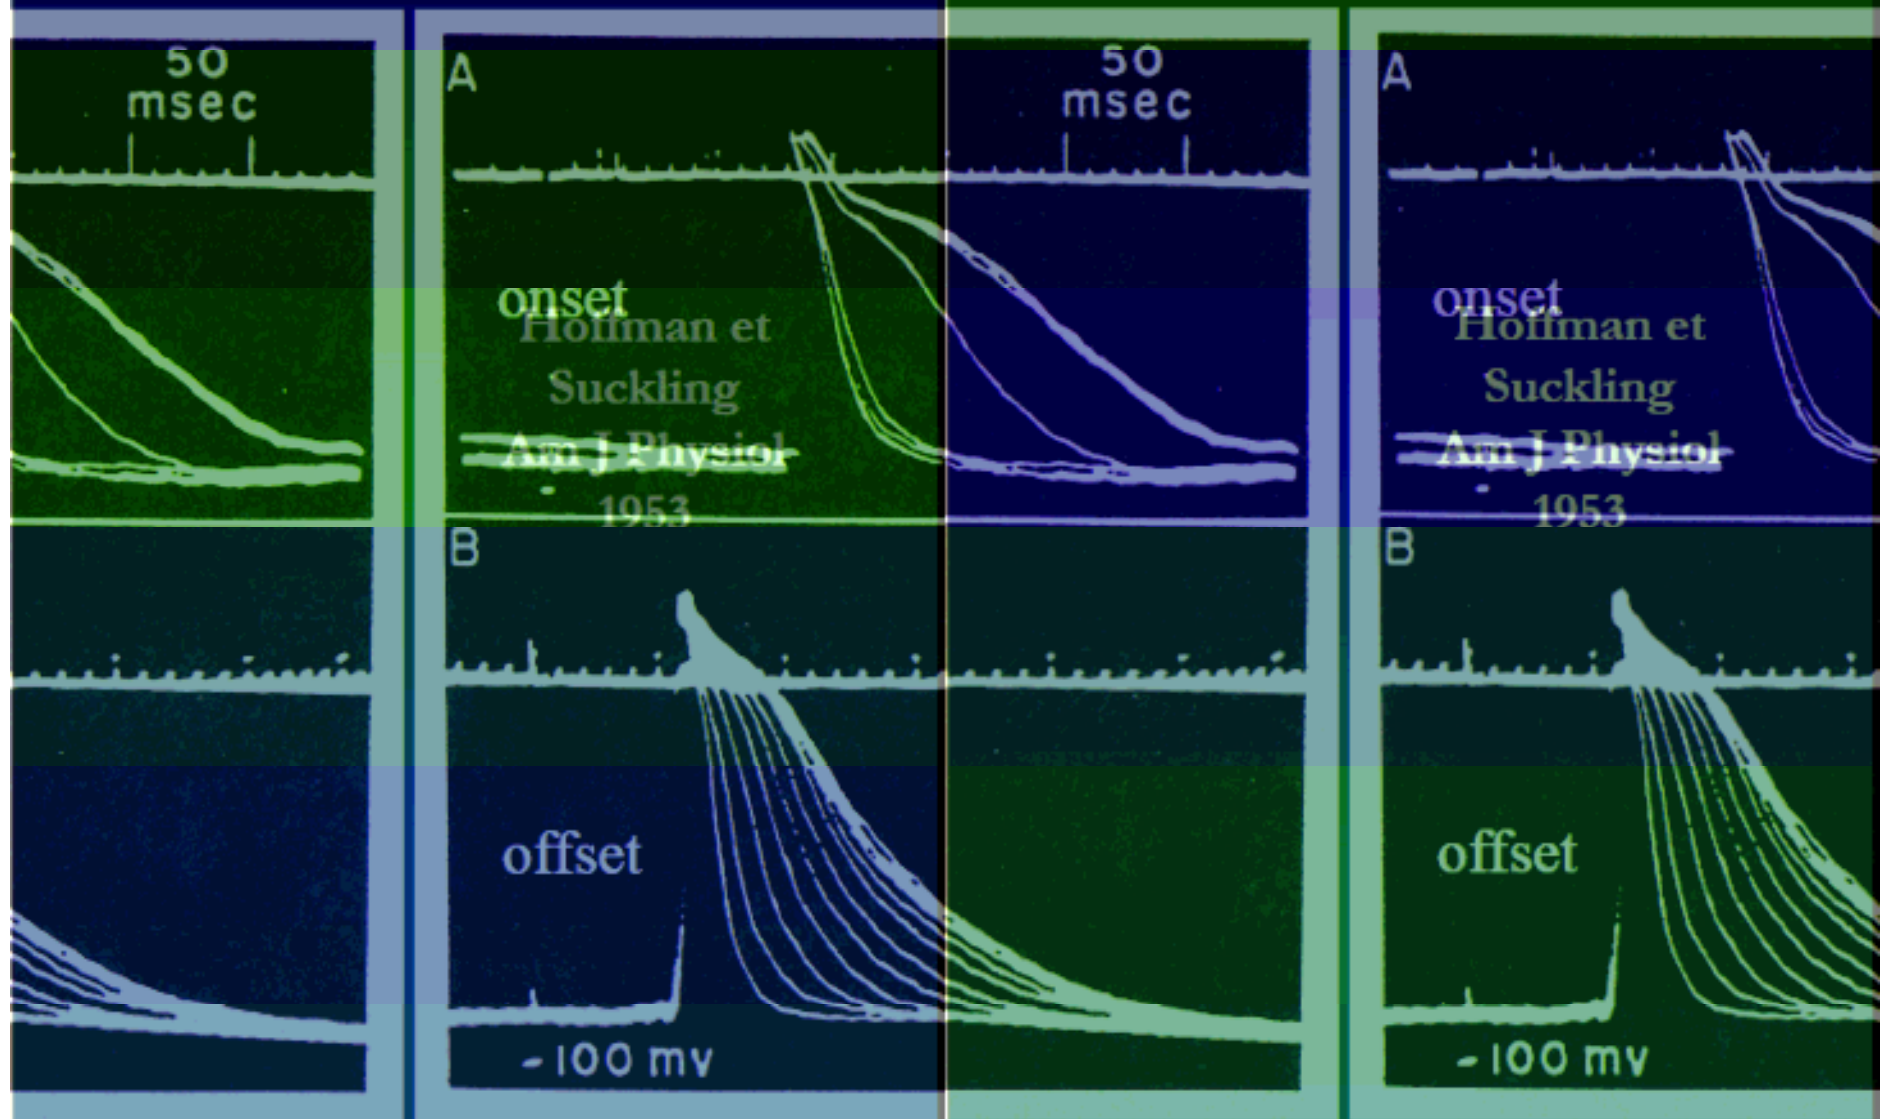 50
msec
A
50
msec
A
onset
onset
Hoffman et
Suckling
Am J Physiol
1953
Hoffman et
Suckling
Am J Physiol
1953
B
B
offset
offset
-100 mv
-100 mv